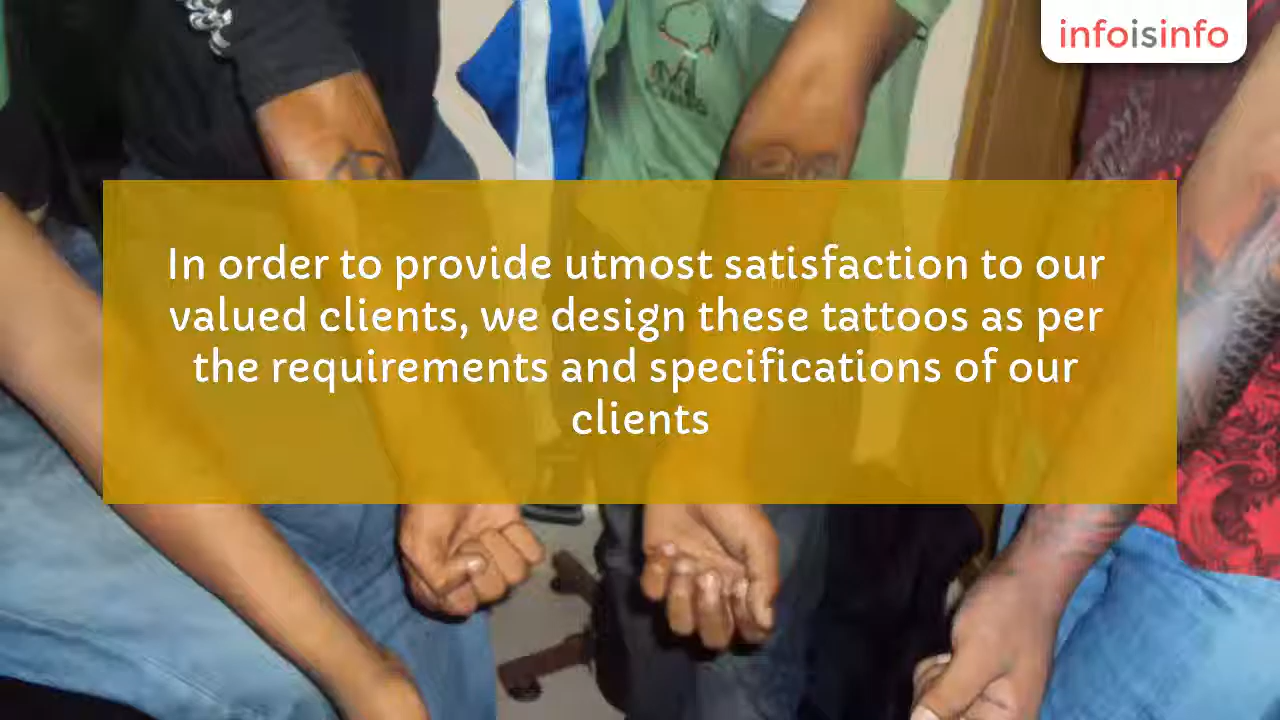 infoisinfo
In order to provide utmost satisfaction to our
valued clients, we design these tattoos as per
the requirements and specifications of our
clients